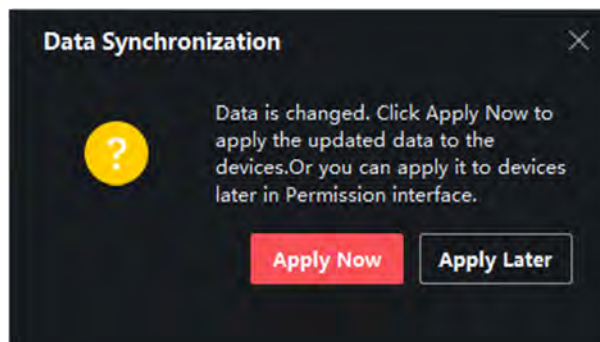 Data Synchronization
?
Data is changed. Click Apply Now to
apply the updated data to the
devices.Or you can apply it to devices
later in Permission interface.
Apply Now
Apply Later